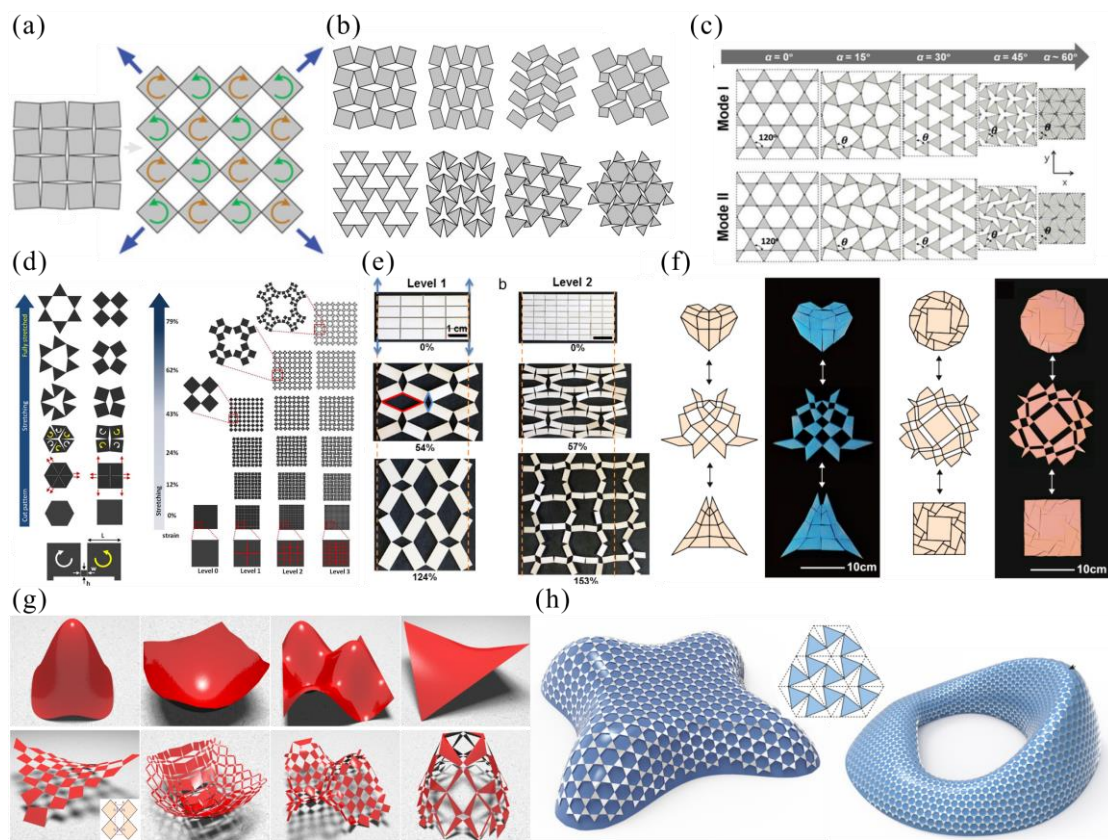 (a)
(b)
(c)
α = 0° α = 15° α = 30° α = 45° α ~ 60°
Mode I
120° θ θ θ θ
y
x
Mode II
120° θ θ θ θ
(d)
Fully stretched
Stretching
Cut pattern
L
w
h
79%
62%
43%
24%
12%
0%
Stretching
strain
Level 0 Level 1 Level 2 Level 3
(e)
Level 1
1 cm
0%
54%
124%
b
Level 2
0%
57%
153%
(f)
10cm
10cm
(g)
(h)